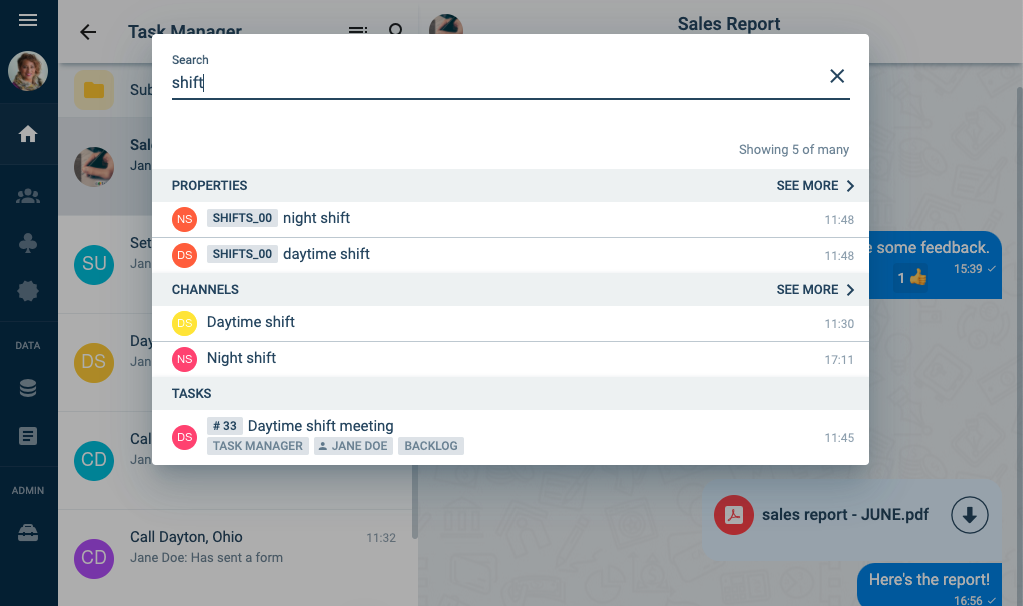 Task Manager
Sales Report
Search
shift
Showing 5 of many
PROPERTIES
SEE MORE
NS
SHIFTS_00 night shift
11:48
DS
SHIFTS_00 daytime shift
11:48
CHANNELS
SEE MORE
DS
Daytime shift
11:30
NS
Night shift
17:11
TASKS
DS
# 33 Daytime shift meeting
TASK MANAGER JANE DOE BACKLOG
11:45
Sub
Sal
Jane
SU
Set
Jan
DATA
DS
Day
Jan
CD
Cal
Jan
ADMIN
CD
Call Dayton, Ohio
11:32
Jane Doe: Has sent a form
e some feedback.
15:39
1 👍
sales report - JUNE.pdf
Here's the report!
16:56